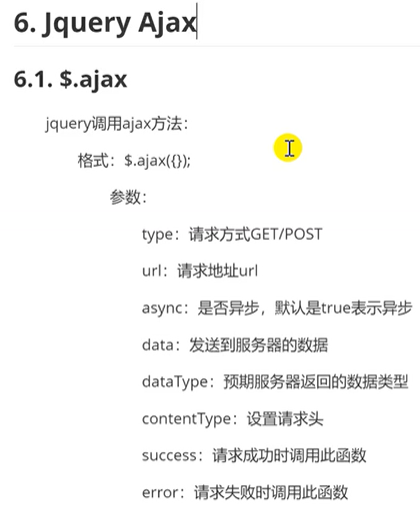 6. Jquery Ajax
6.1. $.ajax
jquery调用ajax方法：
格式：$.ajax({});
参数：
type：请求方式GET/POST
url：请求地址url
async：是否异步，默认是true表示异步
data：发送到服务器的数据
dataType：预期服务器返回的数据类型
contentType：设置请求头
success：请求成功时调用此函数
error：请求失败时调用此函数